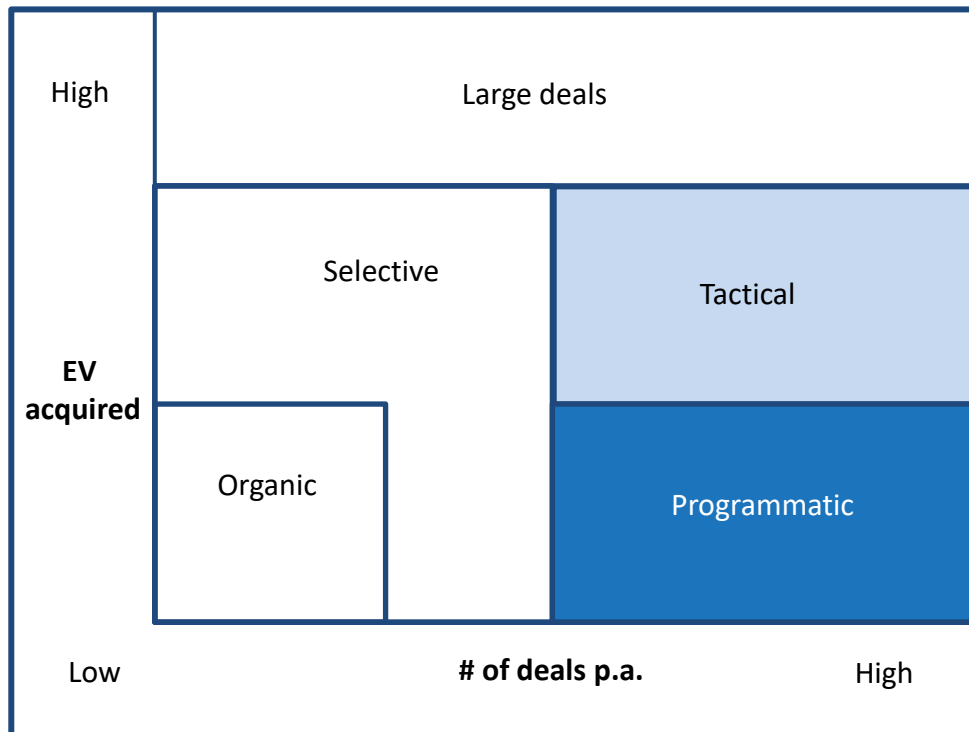 High
Large deals
Selective
Tactical
EV
acquired
Organic
Programmatic
Low
# of deals p.a.
High